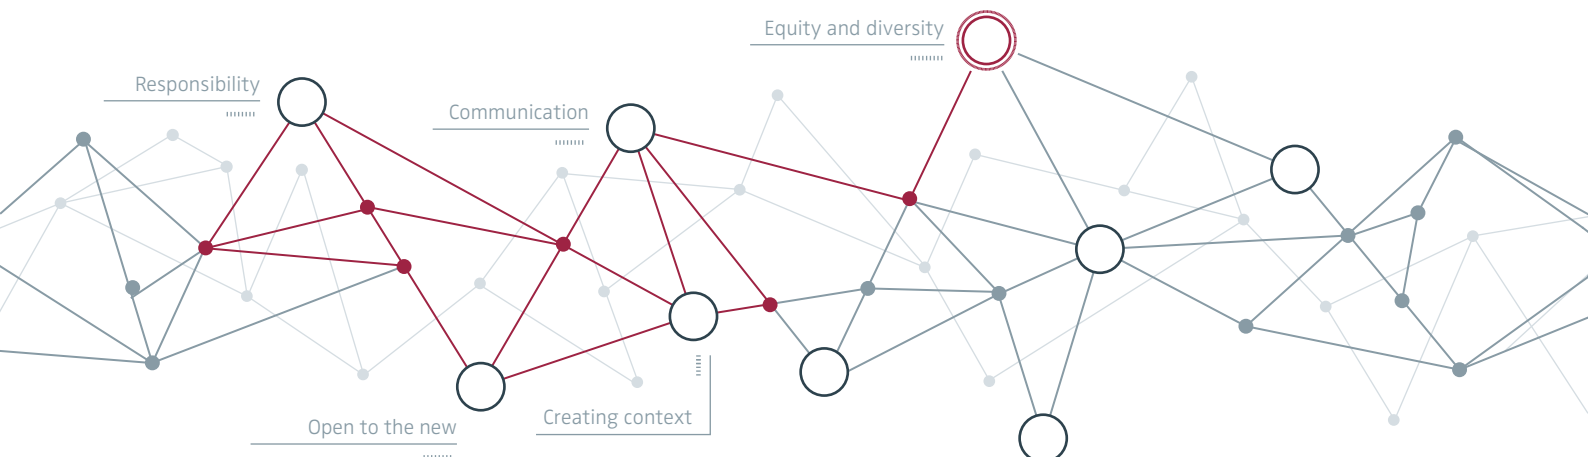 Equity and diversity
Responsibility
Communication
Creating context
Open to the new